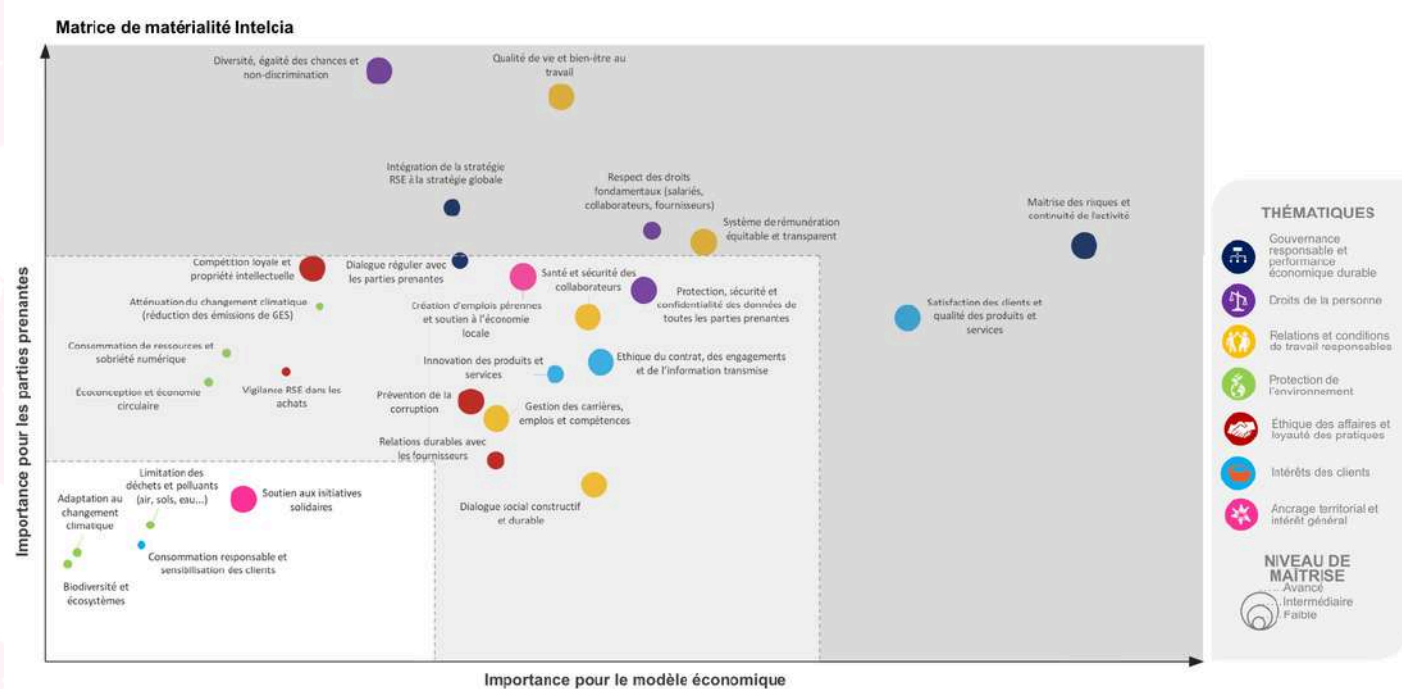 Matrice de matérialité Intelcia
Diversité, égalité des chances et
non-discrimination
Qualité de vie et bien-être au
travail
Intégration de la stratégie
RSE à la stratégie globale
Respect des droits
fondamentaux (salariés,
collaborateurs, fournisseurs)
Système de rémunération
équitable et transparent
Maitrise des risques et
continuité de l'activité
Compétition loyale et
propriété intellectuelle
Dialogue régulier avec
les parties prenantes
Santé et sécurité des
collaborateurs
Protection, sécurité et
confidentialité des données de
toutes les parties prenantes
Satisfaction des clients et
qualité des produits et
services
Atténuation du changement climatique
(réduction des émissions de GES)
Création d'emplois pérennes
et soutien à l'économie
locale
Consommation de ressources et
sobriété numérique
Innovation des produits et
services
Ethique du contrat, des engagements
et de l'information transmise
Écoconception et économie
circulaire
Vigilance RSE dans les
achats
Prévention de la
corruption
Gestion des carrières,
emplois et compétences
Relations durables avec
les fournisseurs
Dialogue social constructif
et durable
Limitation des
déchets et polluants
(air, sols, eau...)
Adaptation au
changement
climatique
Soutien aux initiatives
solidaires
Consommation responsable et
sensibilisation des clients
Biodiversité et
écosystèmes
Importance pour les parties prenantes
Importance pour le modèle économique
THÉMATIQUES
Gouvernance
responsable et
performance
économique durable
Droits de la personne
Relations et conditions
de travail responsables
Protection de
l'environnement
Éthique des affaires et
loyauté des pratiques
Intérêts des clients
Ancrage territorial et
intérêt général
NIVEAU DE
MAÎTRISE
Avancé
Intermédiaire
Faible